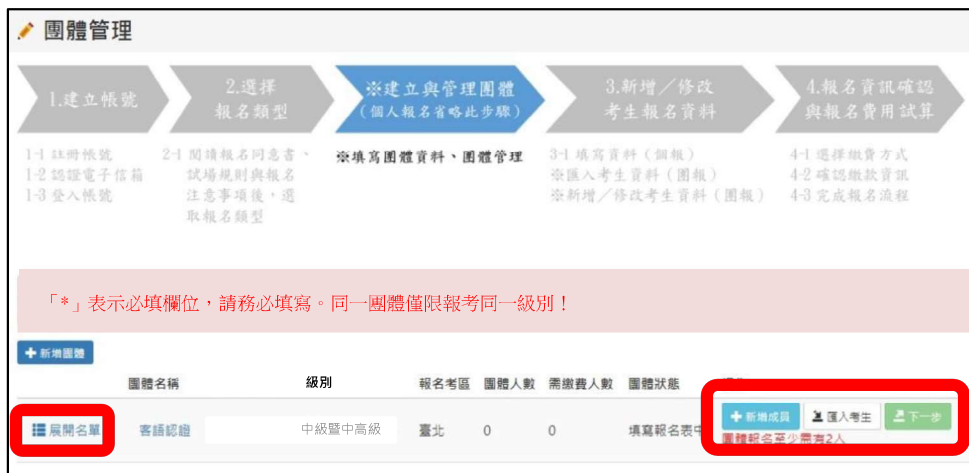 團體管理
1.建立帳號
2.選擇
報名類型
※建立與管理團體
(個人報名省略此步驟)
3.新增/修改
考生報名資料
4.報名資訊確認
與報名費用試算
1-1 註冊帳號
1-2 認證電子信箱
1-3 登入帳號
2-1 閱讀報名同意書、
試場規則與報名
注意事項後,選
取報名類型
※填寫團體資料、團體管理
3-1 填寫資料(個報)
※匯入考生資料(團報)
※新增/修改考生資料(團報)
4-1 選擇繳費方式
4-2 確認繳款資訊
4-3 完成報名流程
「*」表示必填欄位,請務必填寫。同一團體僅限報考同一級別!
新增團體
團體名稱 級別 報名考區 團體人數 需繳費人數 團體狀態
展開名單 客語認證 中級暨中高級 臺北 0 0 填寫報名表中 新增成員 匯入考生 下一步
團體報名至少需有2人